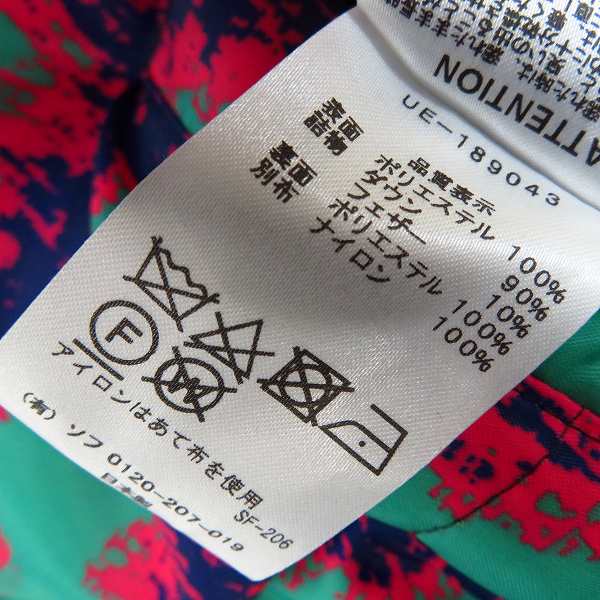 ATTENTION
UE-189043
品質表示
表面 ポリエステル 100%
詰物 ダウン 90%
フェザー 10%
表面 ポリエステル 100%
別布 ナイロン 100%
F
W
アイロンはあて布を使用
SF-206
(有) ソフ 0120-207-019
日本製